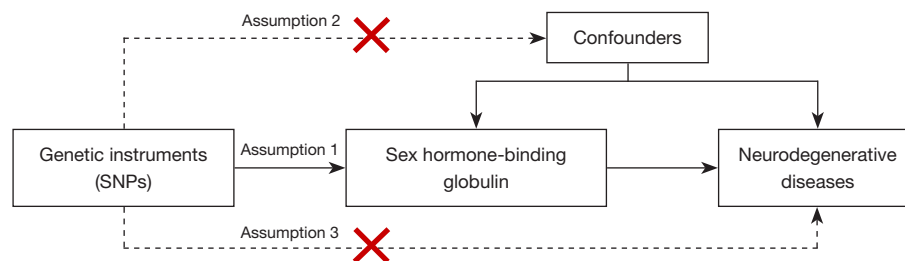 Assumption 2
Confounders
Genetic instruments
(SNPs)
Assumption 1
Sex hormone-binding
globulin
Neurodegenerative
diseases
Assumption 3